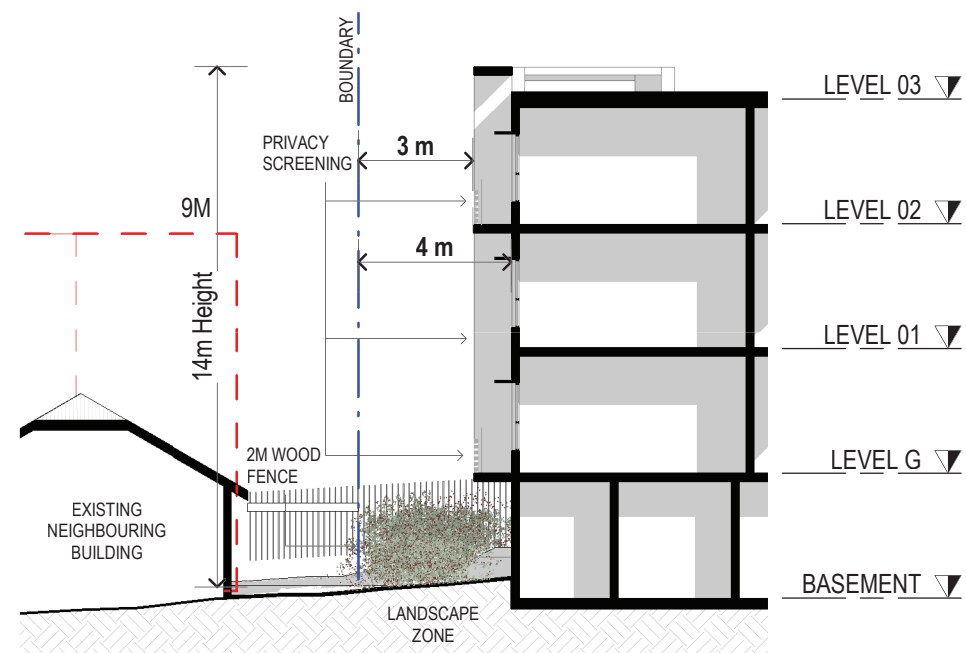 BOUNDARY
LEVEL 03
PRIVACY
SCREENING
3 m
9M
LEVEL 02
4 m
14m Height
LEVEL 01
2M WOOD
FENCE
LEVEL G
EXISTING
NEIGHBOURING
BUILDING
BASEMENT
LANDSCAPE
ZONE